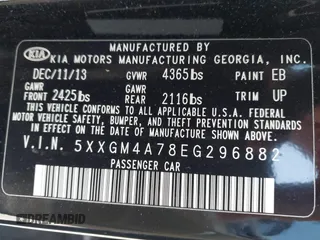 MANUFACTURED BY
KIA KIA MOTORS MANUFACTURING GEORGIA, INC.
DEC/11/13 GVWR 4365lbs PAINT EB
GAWR GAWR
FRONT 2425lbs REAR 2116lbs TRIM UP
THIS VEHICLE CONFORMS TO ALL APPLICABLE U.S. FEDERAL
MOTOR VEHICLE SAFETY, BUMPER, AND THEFT PREVENTION
STANDARDS IN EFFECT ON THE DATE OF MANUFACTURE SHOWN ABOVE.
V.I.N. 5XXGM4A78EG296882
PASSENGER CAR
DREAMBID